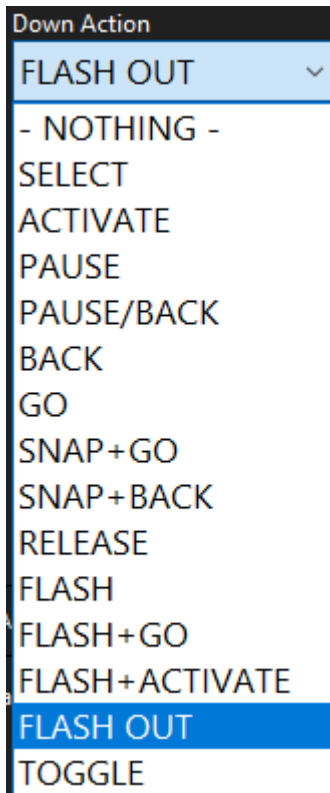 Down Action
FLASH OUT
- NOTHING -
SELECT
ACTIVATE
PAUSE
PAUSE/BACK
BACK
GO
SNAP+GO
SNAP+BACK
RELEASE
FLASH
FLASH+GO
FLASH+ACTIVATE
FLASH OUT
TOGGLE